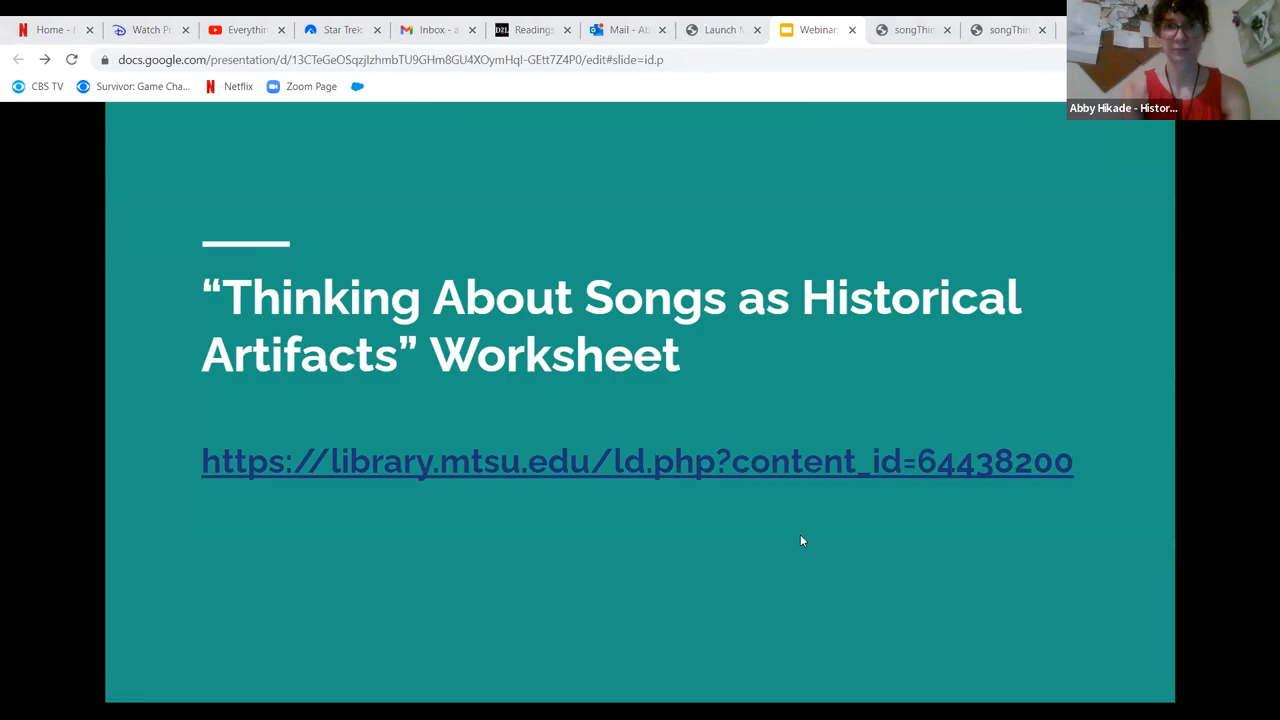 Home -
Watch Pr
Everythin
Star Trek
Inbox - a
D2L
Readings
Mail - Ab
Launch M
Webinar
songThin
songThin
docs.google.com/presentation/d/13CTeGeOSqzjIzhmbTU9GHm8GU4XOymHqI-GEtt7Z4P0/edit#slide=id.p
CBS TV
Survivor: Game Cha...
Netflix
Zoom Page
Abby Hikade - Histor...
“Thinking About Songs as Historical
Artifacts” Worksheet
https://library.mtsu.edu/ld.php?content_id=64438200